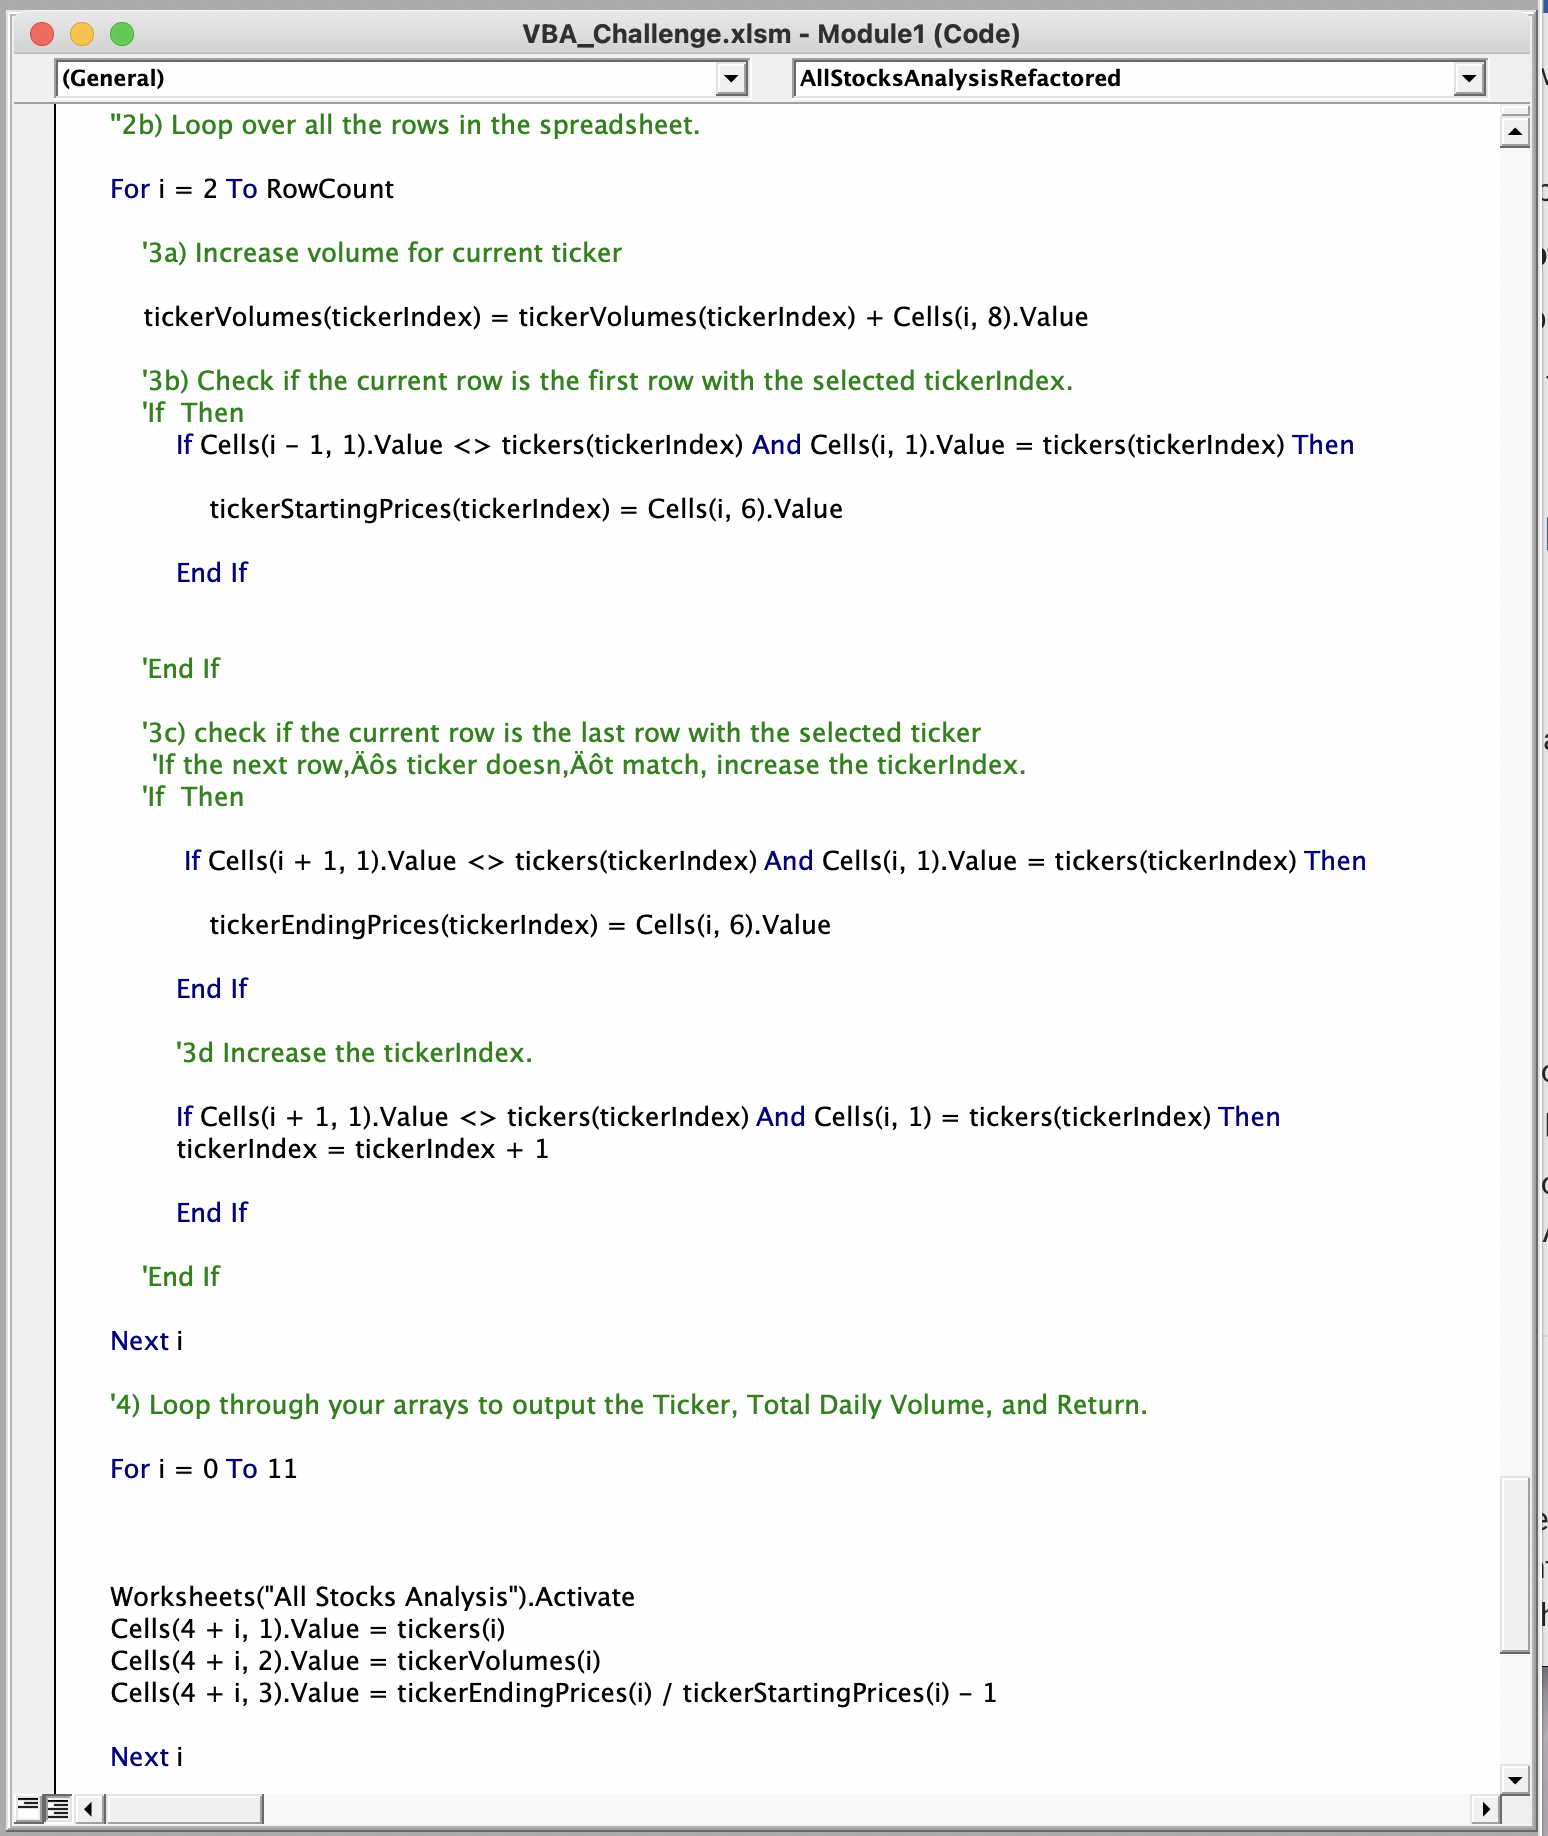 VBA_Challenge.xlsm - Module1 (Code)
(General)
AllStocksAnalysisRefactored
''2b) Loop over all the rows in the spreadsheet.
For i = 2 To RowCount
'3a) Increase volume for current ticker
tickerVolumes(tickerIndex) = tickerVolumes(tickerIndex) + Cells(i, 8).Value
'3b) Check if the current row is the first row with the selected tickerIndex.
'If  Then
If Cells(i - 1, 1).Value <> tickers(tickerIndex) And Cells(i, 1).Value = tickers(tickerIndex) Then
tickerStartingPrices(tickerIndex) = Cells(i, 6).Value
End If
'End If
'3c) check if the current row is the last row with the selected ticker
'If the next row‚Äôs ticker doesn‚Äôt match, increase the tickerIndex.
'If  Then
If Cells(i + 1, 1).Value <> tickers(tickerIndex) And Cells(i, 1).Value = tickers(tickerIndex) Then
tickerEndingPrices(tickerIndex) = Cells(i, 6).Value
End If
'3d Increase the tickerIndex.
If Cells(i + 1, 1).Value <> tickers(tickerIndex) And Cells(i, 1) = tickers(tickerIndex) Then
tickerIndex = tickerIndex + 1
End If
'End If
Next i
'4) Loop through your arrays to output the Ticker, Total Daily Volume, and Return.
For i = 0 To 11
Worksheets("All Stocks Analysis").Activate
Cells(4 + i, 1).Value = tickers(i)
Cells(4 + i, 2).Value = tickerVolumes(i)
Cells(4 + i, 3).Value = tickerEndingPrices(i) / tickerStartingPrices(i) - 1
Next i